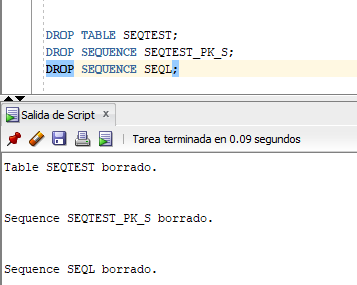 DROP TABLE SEQTEST;
DROP SEQUENCE SEQTEST_PK_S;
DROP SEQUENCE SEQL;
Salida de Script x
Tarea terminada en 0.09 segundos
Table SEQTEST borrado.
Sequence SEQTEST_PK_S borrado.
Sequence SEQL borrado.